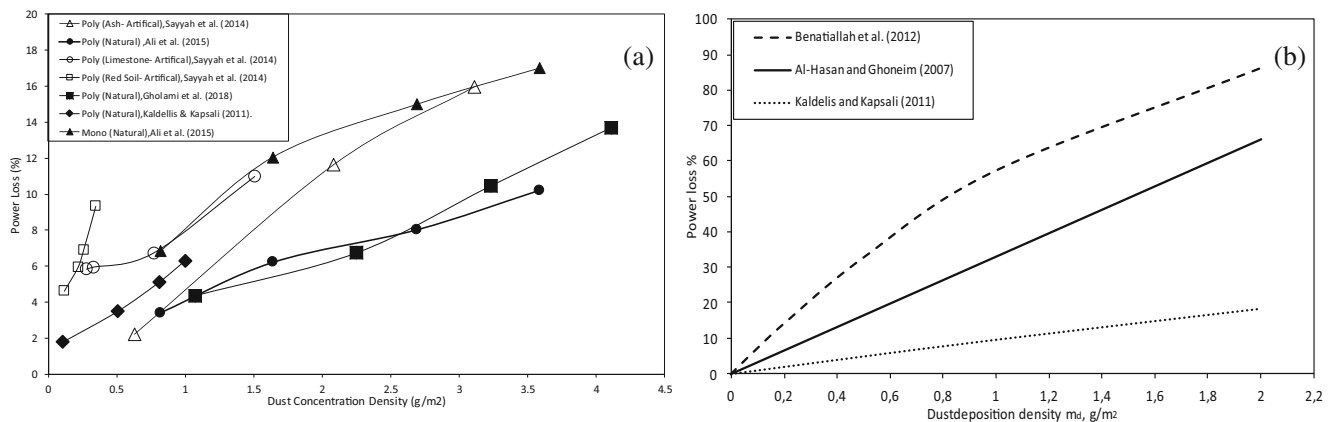 (a)
Poly (Ash- Artifical),Sayyah et al. (2014)
Poly (Natural) ,Ali et al. (2015)
Poly (Limestone- Artifical),Sayyah et al. (2014)
Poly (Red Soil- Artifical),Sayyah et al. (2014)
Poly (Natural),Gholami et al. (2018)
Poly (Natural),Kaldellis & Kapsali (2011).
Mono (Natural),Ali et al. (2015)
Power Loss (%)
20
18
16
14
12
10
8
6
4
2
0
0 0.5 1 1.5 2 2.5 3 3.5 4 4.5
Dust Concentration Density (g/m2)
(b)
Benatiallah et al. (2012)
Al-Hasan and Ghoneim (2007)
Kaldelis and Kapsali (2011)
Power loss %
100
90
80
70
60
50
40
30
20
10
0
0 0,2 0,4 0,6 0,8 1 1,2 1,4 1,6 1,8 2 2,2
Dustdeposition density md, g/m2